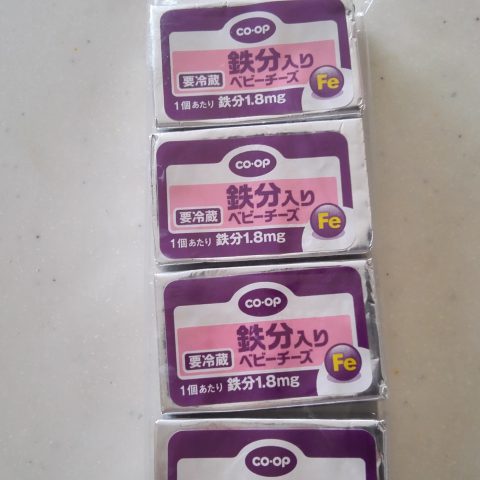 CO·OP
鉄分入り
要冷蔵 ベビーチーズ
Fe
1個あたり 鉄分1.8mg
CO·OP
鉄分入り
要冷蔵 ベビーチーズ
Fe
1個あたり 鉄分1.8mg
CO·OP
鉄分入り
要冷蔵 ベビーチーズ
Fe
1個あたり 鉄分1.8mg
CO·OP